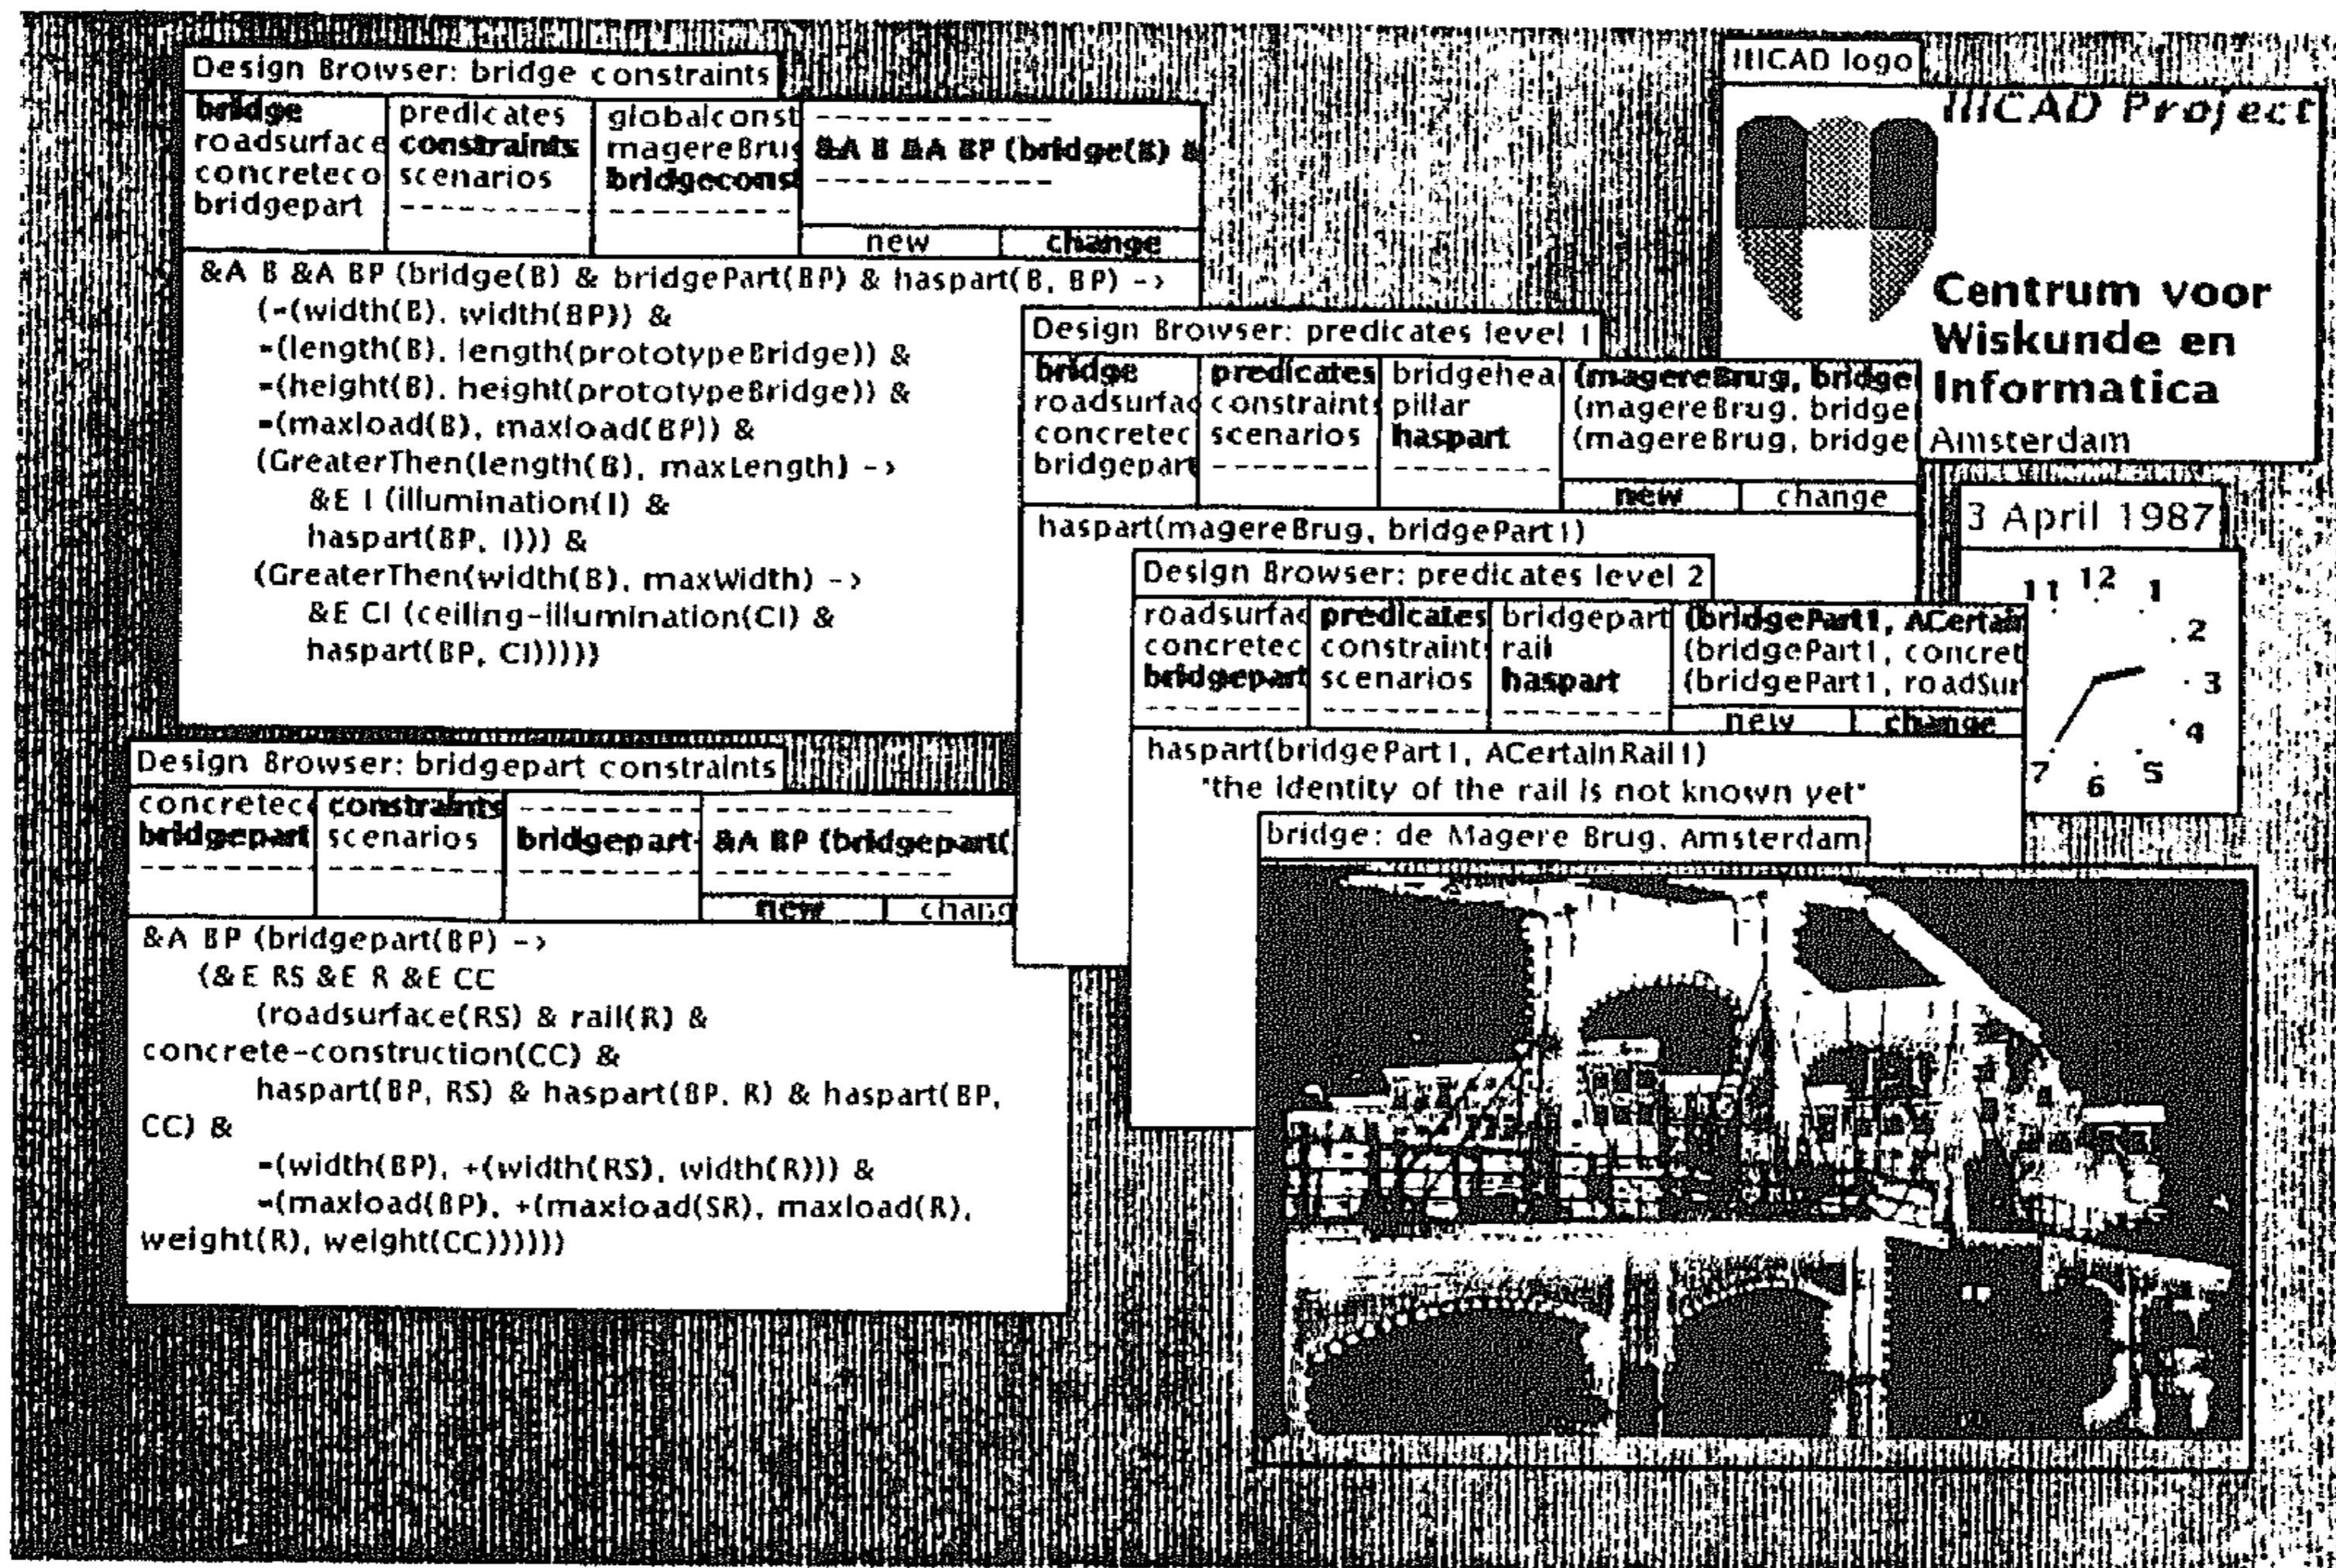 Design Browser: bridge constraints
bridge
roadsurface
concreteco
bridgepart
predicates
constraints
scenarios
globalconst
magereBrug
bridgeconst
&A B &A BP (bridge(B) &
new change
&A B &A BP (bridge(B) & bridgePart(BP) & haspart(B, BP) ->
(=(width(B), width(BP)) &
=(length(B), length(prototypeBridge)) &
=(height(B), height(prototypeBridge)) &
=(maxload(B), maxload(BP)) &
(GreaterThen(length(B), maxLength) ->
&E I (illumination(I) &
haspart(BP, I))) &
(GreaterThen(width(B), maxWidth) ->
&E CI (ceiling-illumination(CI) &
haspart(BP, CI)))))
Design Browser: bridgepart constraints
concretec
bridgepart
constraints
scenarios
bridgepart-
&A BP (bridgepart(
new chang
&A BP (bridgepart(BP) ->
(&E RS &E R &E CC
(roadsurface(RS) & rail(R) &
concrete-construction(CC) &
haspart(BP, RS) & haspart(BP, R) & haspart(BP,
CC) &
=(width(BP), +(width(RS), width(R))) &
=(maxload(BP), +(maxload(SR), maxload(R),
weight(R), weight(CC))))))
Design Browser: predicates level 1
bridge
roadsurfac
concretec
bridgepart
predicates
constraints
scenarios
bridgehea
pillar
haspart
(magereBrug, bridge
(magereBrug, bridge
(magereBrug, bridge
new change
haspart(magereBrug, bridgePart1)
Design Browser: predicates level 2
roadsurfac
concretec
bridgepart
predicates
constraint
scenarios
bridgepart
rail
haspart
(bridgePart1, ACertain
(bridgePart1, concret
(bridgePart1, roadSur
new change
haspart(bridgePart1, ACertainRail1)
"the identity of the rail is not known yet"
bridge: de Magere Brug, Amsterdam
IIICAD logo
IIICAD Project
Centrum voor
Wiskunde en
Informatica
Amsterdam
3 April 1987
11 12 1
2
3
4
7 6 5